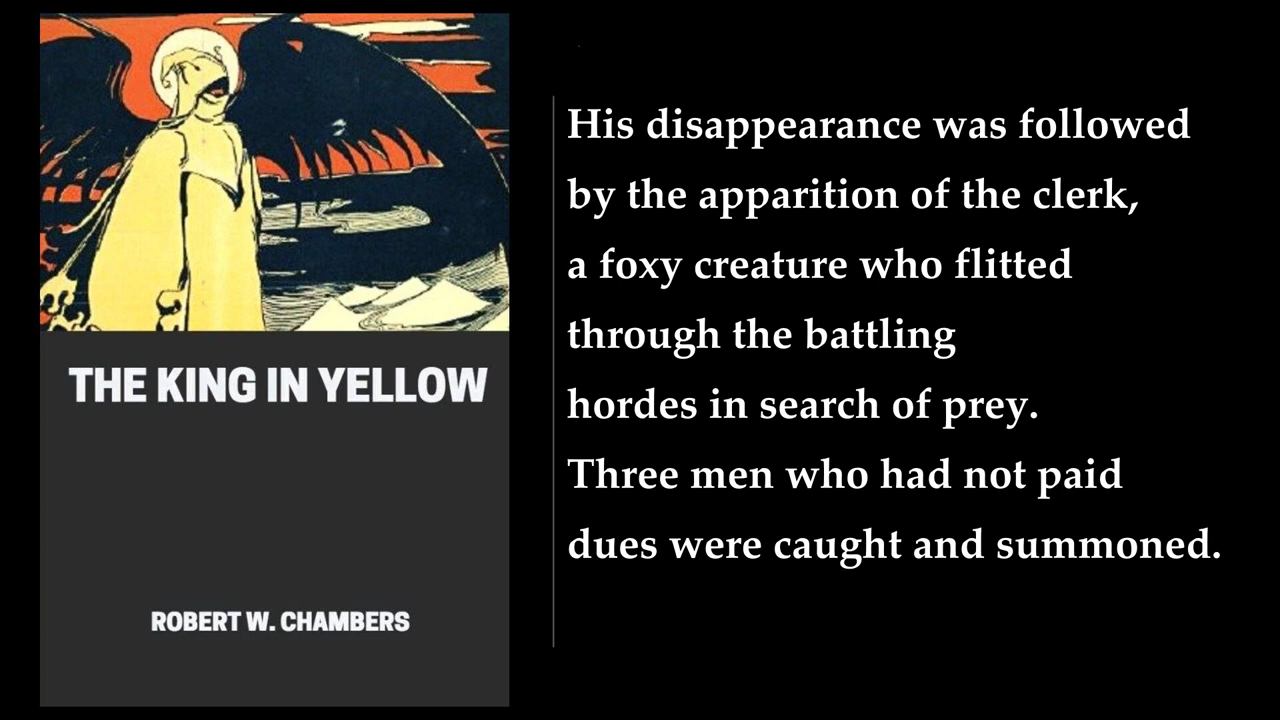 THE KING IN YELLOW
ROBERT W. CHAMBERS
His disappearance was followed
by the apparition of the clerk,
a foxy creature who flitted
through the battling
hordes in search of prey.
Three men who had not paid
dues were caught and summoned.